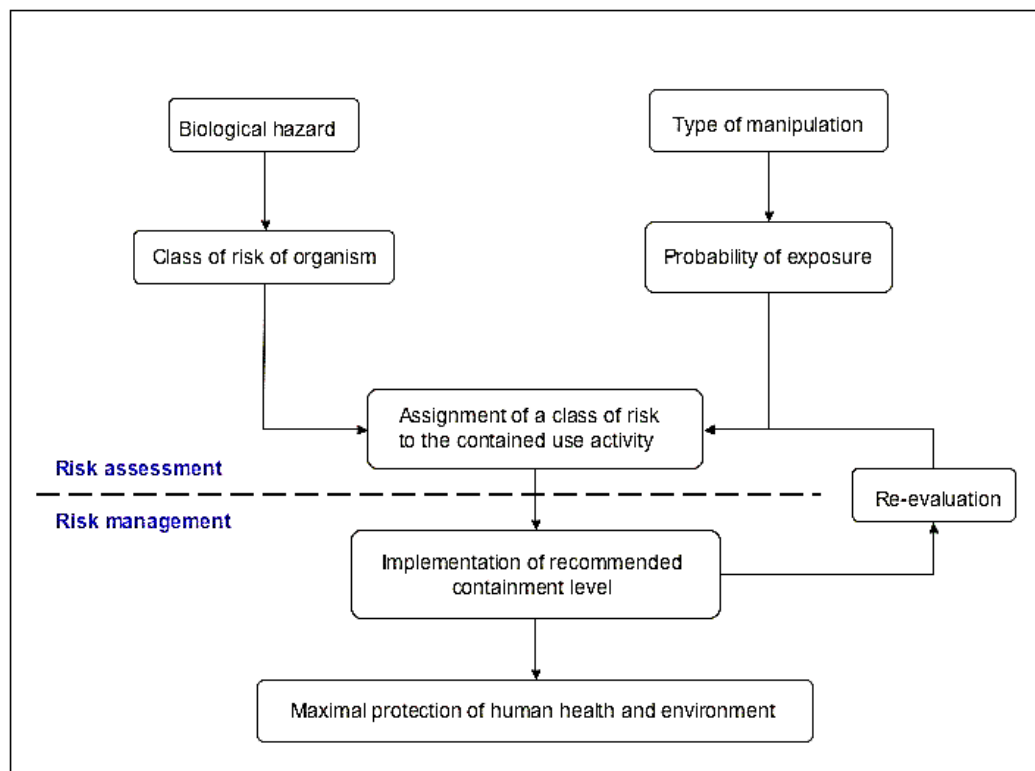 Biological hazard
Type of manipulation
Class of risk of organism
Probability of exposure
Assignment of a class of risk
to the contained use activity
Risk assessment
Re-evaluation
Risk management
Implementation of recommended
containment level
Maximal protection of human health and environment